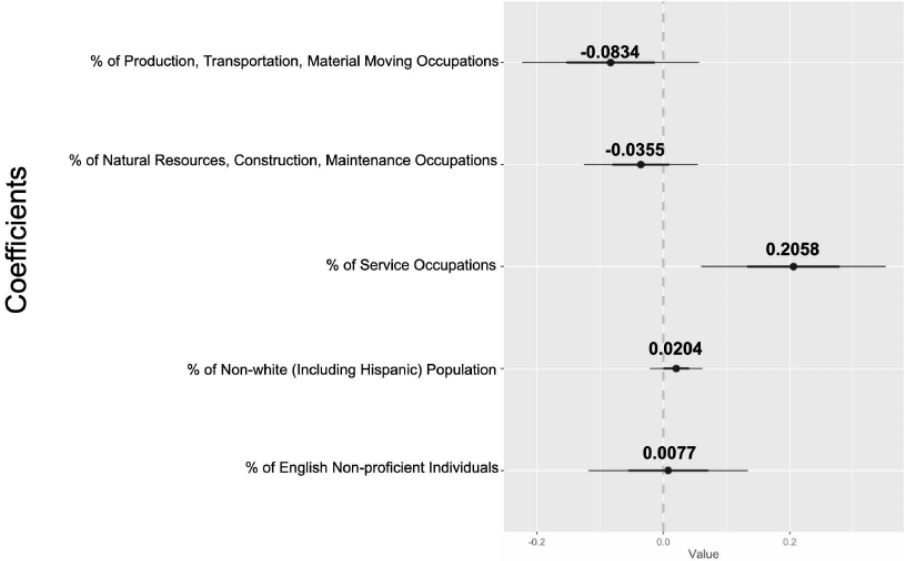 Coefficients
% of Production, Transportation, Material Moving Occupations
-0.0834
% of Natural Resources, Construction, Maintenance Occupations
-0.0355
% of Service Occupations
0.2058
% of Non-white (Including Hispanic) Population
0.0204
% of English Non-proficient Individuals
0.0077
-0.2 0.0 0.2
Value